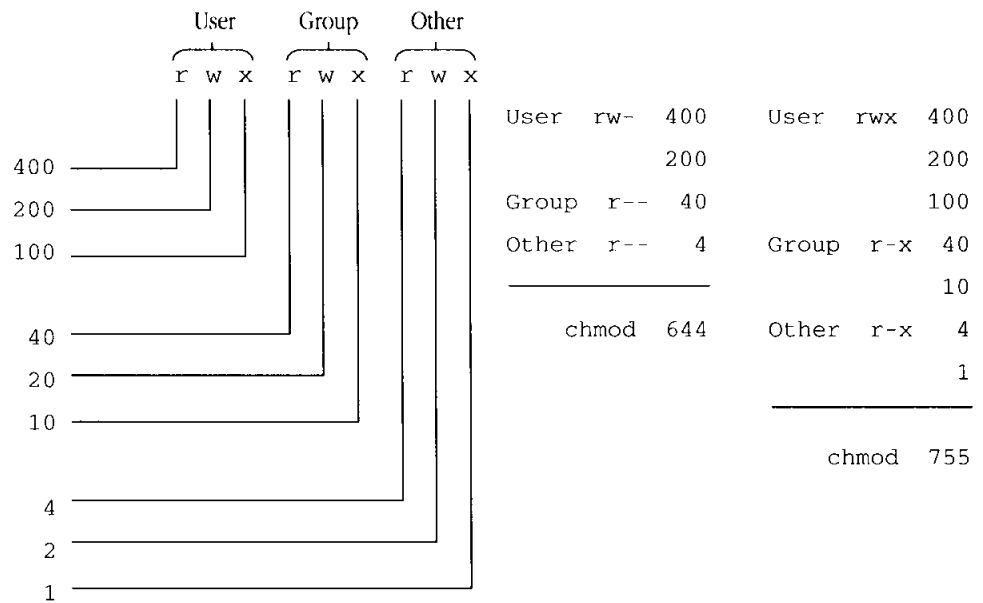 User Group Other
r w x r w x r w x
400
200
100
40
20
10
4
2
1
User rw- 400
200
Group r-- 40
Other r-- 4
chmod 644
User rwx 400
200
100
Group r-x 40
10
Other r-x 4
1
chmod 755